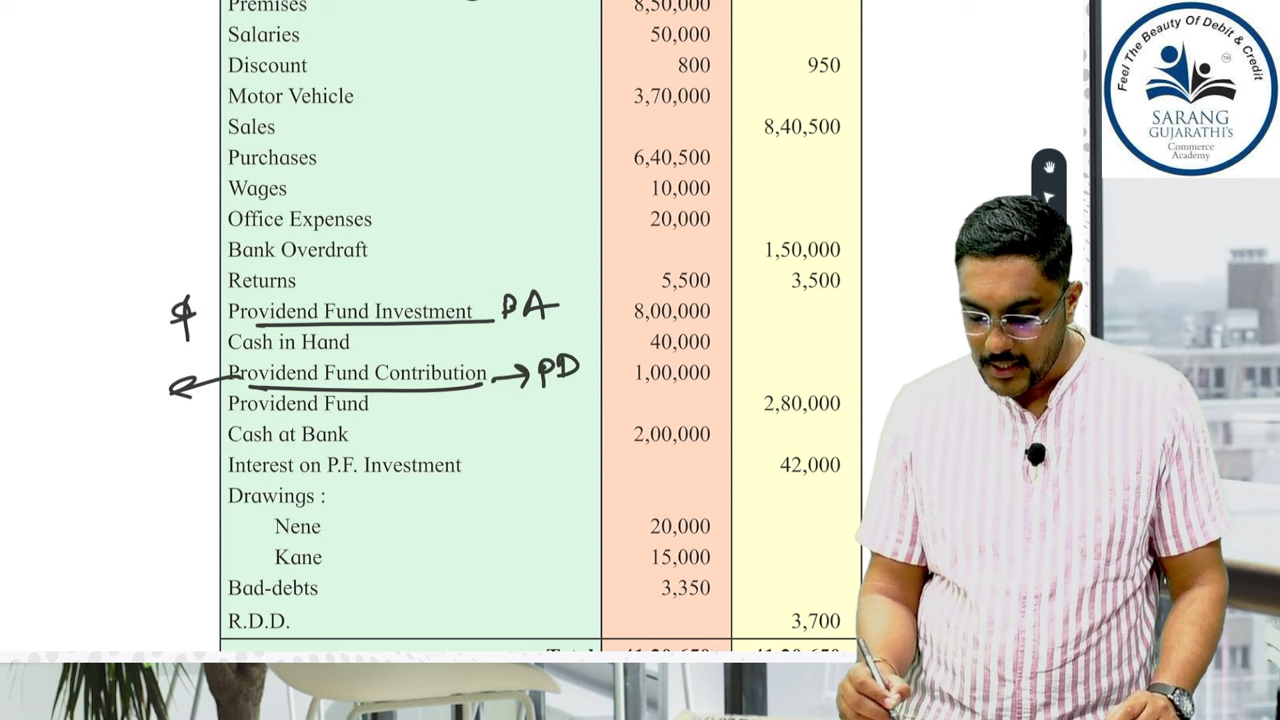 Premises 8,50,000
Salaries 50,000
Discount 800 950
Motor Vehicle 3,70,000
Sales 8,40,500
Purchases 6,40,500
Wages 10,000
Office Expenses 20,000
Bank Overdraft 1,50,000
Returns 5,500 3,500
Providend Fund Investment PA 8,00,000
Cash in Hand 40,000
Providend Fund Contribution → PD 1,00,000
Providend Fund 2,80,000
Cash at Bank 2,00,000
Interest on P.F. Investment 42,000
Drawings :
Nene 20,000
Kane 15,000
Bad-debts 3,350
R.D.D. 3,700
Feel The Beauty Of Debit & Credit
TM
SARANG
GUJARATHI'S
Commerce
Academy